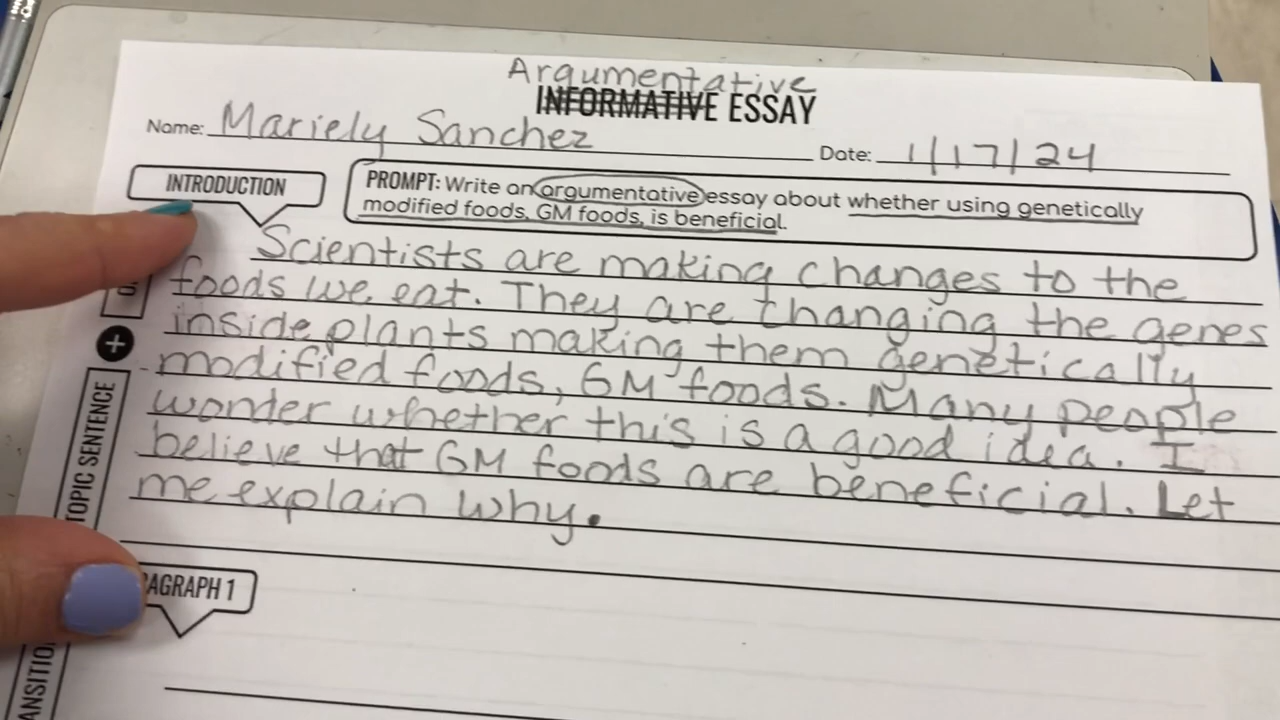 Argumentative
INFORMATIVE ESSAY
Name: Mariely Sanchez Date: 1/17/24
INTRODUCTION
PROMPT: Write an argumentative essay about whether using genetically
modified foods, GM foods, is beneficial.
Scientists are making changes to the
foods we eat. They are changing the genes
inside plants making them genetically
modified foods, GM foods. Many people
wonder whether this is a good idea. I
believe that GM foods are beneficial. Let
me explain why.
+
TOPIC SENTENCE
AGRAPH 1
ANSITIO